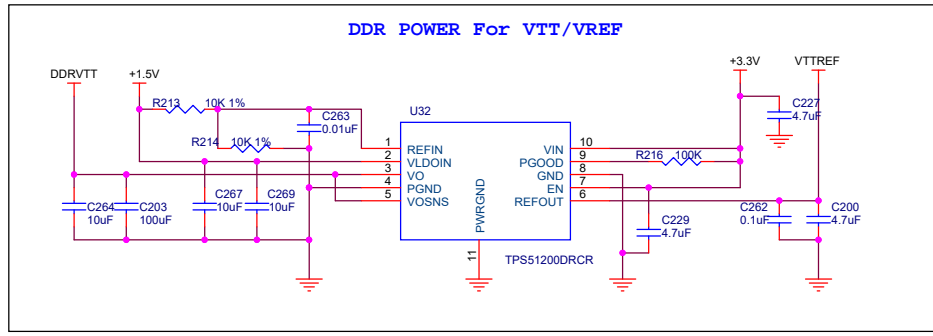 DDR POWER For VTT/VREF
DDRVTT
+1.5V
+3.3V
VTTREF
R213
10K 1%
C263
0.01uF
U32
C227
4.7uF
R214
10K 1%
1
REFIN
VIN
10
2
VLDOIN
PGOOD
9
R216
100K
3
VO
GND
8
4
PGND
EN
7
5
VOSNS
REFOUT
6
PWRGND
11
C264
10uF
C203
100uF
C267
10uF
C269
10uF
C229
4.7uF
C262
0.1uF
C200
4.7uF
TPS51200DRCR